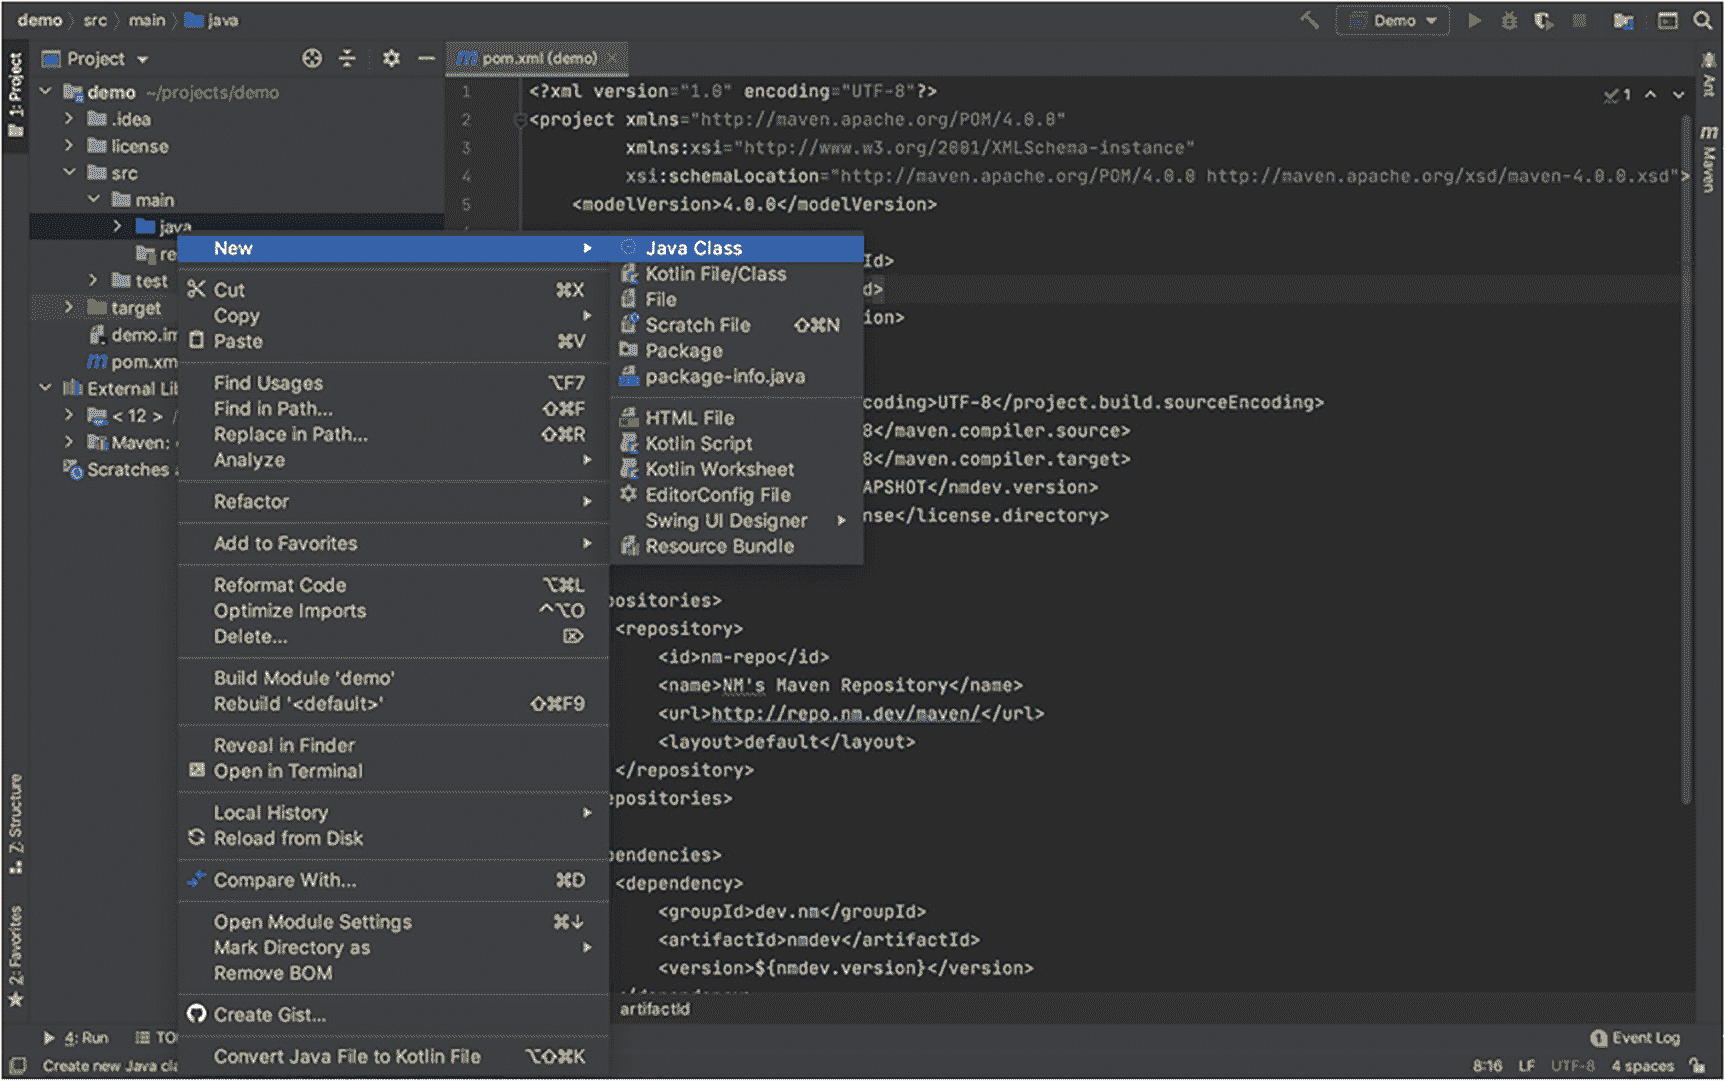 demo › src › main › java
Demo
1: Project
Project
pom.xml (demo)
Ant
Maven
Z: Structure
2: Favorites
demo ~/projects/demo
.idea
license
src
main
java
re
test
target
demo.im
pom.xm
External Lib
< 12 >
Maven:
Scratches
1 <?xml version="1.0" encoding="UTF-8"?>
2 <project xmlns="http://maven.apache.org/POM/4.0.0"
3 xmlns:xsi="http://www.w3.org/2001/XMLSchema-instance"
4 xsi:schemaLocation="http://maven.apache.org/POM/4.0.0 http://maven.apache.org/xsd/maven-4.0.0.xsd">
5 <modelVersion>4.0.0</modelVersion>
1
Id>
d>
ion>
coding>UTF-8</project.build.sourceEncoding>
8</maven.compiler.source>
8</maven.compiler.target>
APSHOT</nmdev.version>
nse</license.directory>
positories>
<repository>
<id>nm-repo</id>
<name>NM's Maven Repository</name>
<url>http://repo.nm.dev/maven/</url>
<layout>default</layout>
</repository>
epositories>
pendencies>
<dependency>
<groupId>dev.nm</groupId>
<artifactId>nmdev</artifactId>
<version>${nmdev.version}</version>
artifactId
New
Cut ⌘X
Copy
Paste ⌘V
Find Usages ⌥F7
Find in Path... ⇧⌘F
Replace in Path... ⇧⌘R
Analyze
Refactor
Add to Favorites
Reformat Code ⌥⌘L
Optimize Imports ^⌥O
Delete... ⌦
Build Module 'demo'
Rebuild '<default>' ⇧⌘F9
Reveal in Finder
Open in Terminal
Local History
Reload from Disk
Compare With... ⌘D
Open Module Settings ⌘↓
Mark Directory as
Remove BOM
Create Gist...
Convert Java File to Kotlin File ⌥⇧⌘K
Java Class
Kotlin File/Class
File
Scratch File ⇧⌘N
Package
package-info.java
HTML File
Kotlin Script
Kotlin Worksheet
EditorConfig File
Swing UI Designer
Resource Bundle
4: Run TO
1 Event Log
Create new Java cla
8:16 LF UTF-8 4 spaces